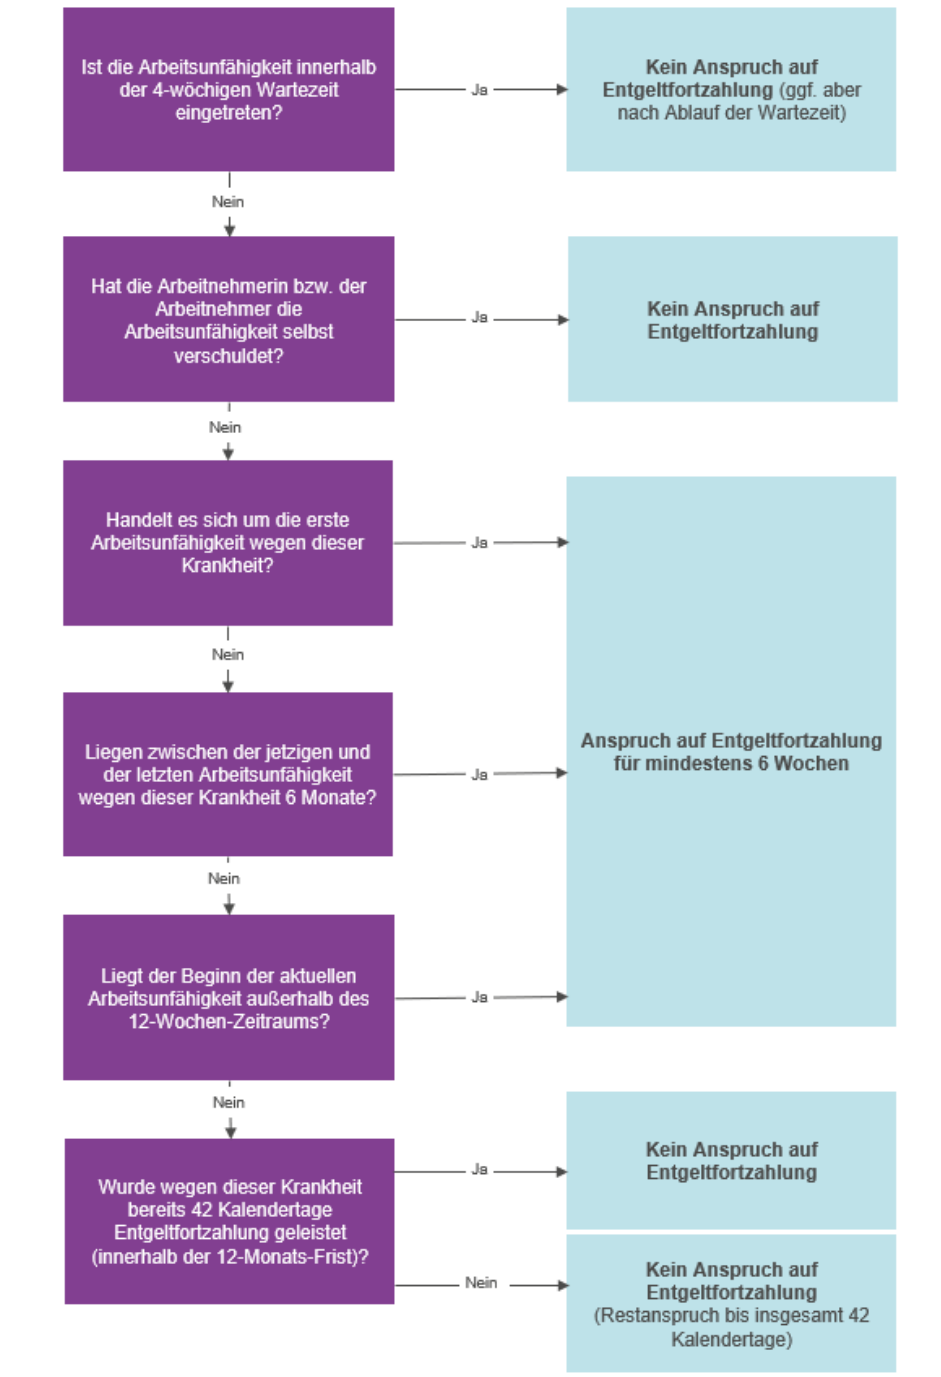 Ist die Arbeitsunfähigkeit innerhalb
der 4-wöchigen Wartezeit
eingetreten?
Ja
Kein Anspruch auf
Entgeltfortzahlung (ggf. aber
nach Ablauf der Wartezeit)
Nein
Hat die Arbeitnehmerin bzw. der
Arbeitnehmer die
Arbeitsunfähigkeit selbst
verschuldet?
Ja
Kein Anspruch auf
Entgeltfortzahlung
Nein
Handelt es sich um die erste
Arbeitsunfähigkeit wegen dieser
Krankheit?
Ja
Nein
Liegen zwischen der jetzigen und
der letzten Arbeitsunfähigkeit
wegen dieser Krankheit 6 Monate?
Ja
Anspruch auf Entgeltfortzahlung
für mindestens 6 Wochen
Nein
Liegt der Beginn der aktuellen
Arbeitsunfähigkeit außerhalb des
12-Wochen-Zeitraums?
Ja
Nein
Wurde wegen dieser Krankheit
bereits 42 Kalendertage
Entgeltfortzahlung geleistet
(innerhalb der 12-Monats-Frist)?
Ja
Kein Anspruch auf
Entgeltfortzahlung
Nein
Kein Anspruch auf
Entgeltfortzahlung
(Restanspruch bis insgesamt 42
Kalendertage)